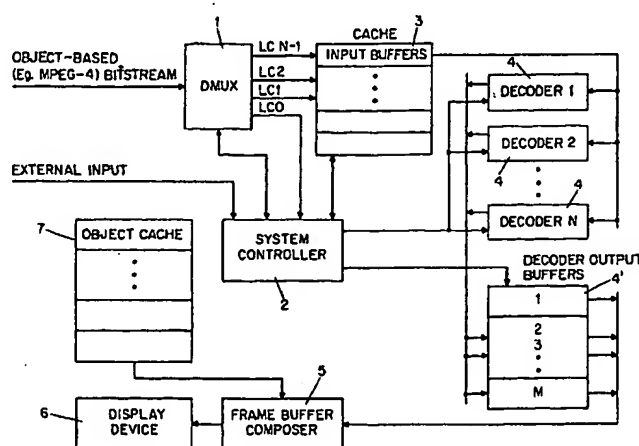 1
OBJECT-BASED
(Eg. MPEG-4) BITSTREAM
DMUX
LC N-1
LC2
LC1
LC0
CACHE
3
INPUT BUFFERS
4
DECODER 1
DECODER 2
4
4
DECODER N
EXTERNAL INPUT
7
OBJECT CACHE
SYSTEM
CONTROLLER
2
DECODER OUTPUT
BUFFERS
4'
1
2
3
M
5
6
DISPLAY
DEVICE
FRAME BUFFER
COMPOSER